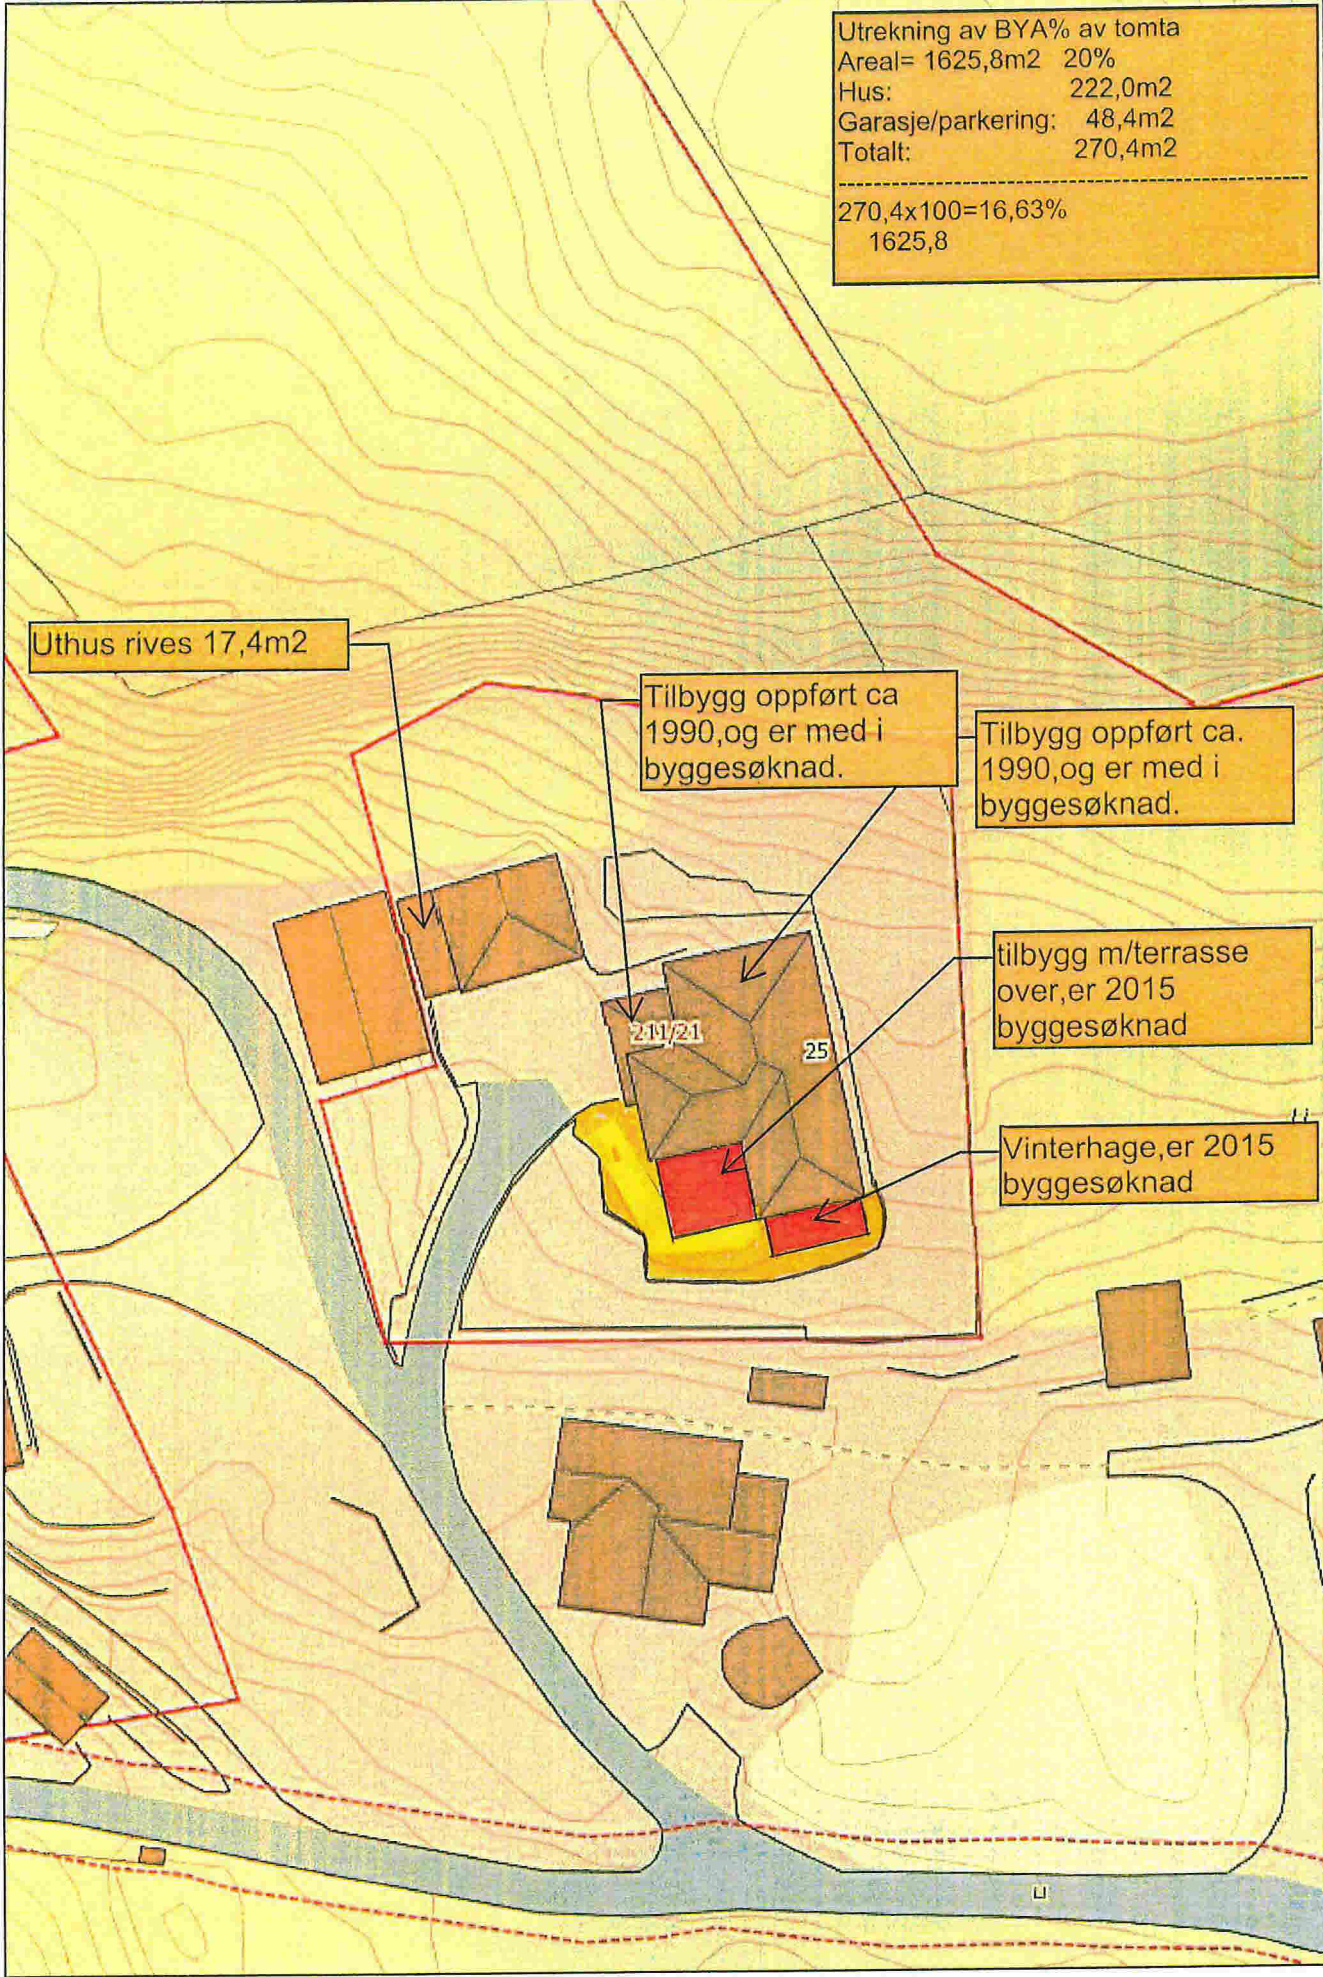 Utrekning av BYA% av tomta
Areal= 1625,8m2 20%
Hus: 222,0m2
Garasje/parkering: 48,4m2
Totalt: 270,4m2
270,4x100=16,63%
1625,8
Uthus rives 17,4m2
Tilbygg oppført ca
1990,og er med i
byggesøknad.
Tilbygg oppført ca.
1990,og er med i
byggesøknad.
tilbygg m/terrasse
over,er 2015
byggesøknad
211/21
25
Vinterhage,er 2015
byggesøknad